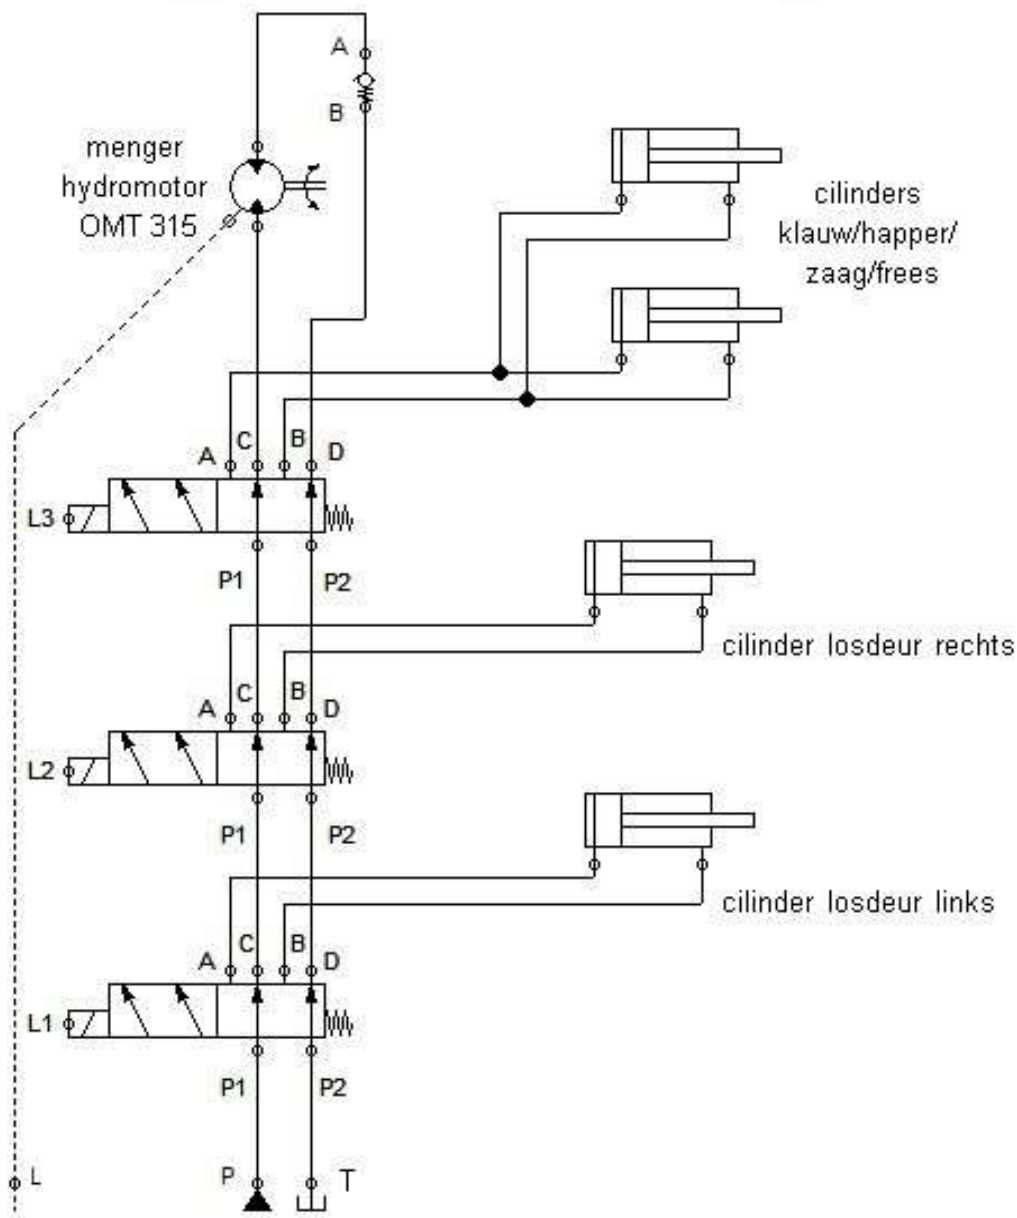 A
B
menger
hydromotor
OMT 315
cilinders
klauw/happer/
zaag/frees
A C B D
L3
P1 P2
cilinder losdeur rechts
A C B D
L2
P1 P2
cilinder losdeur links
A C B D
L1
P1 P2
L P T